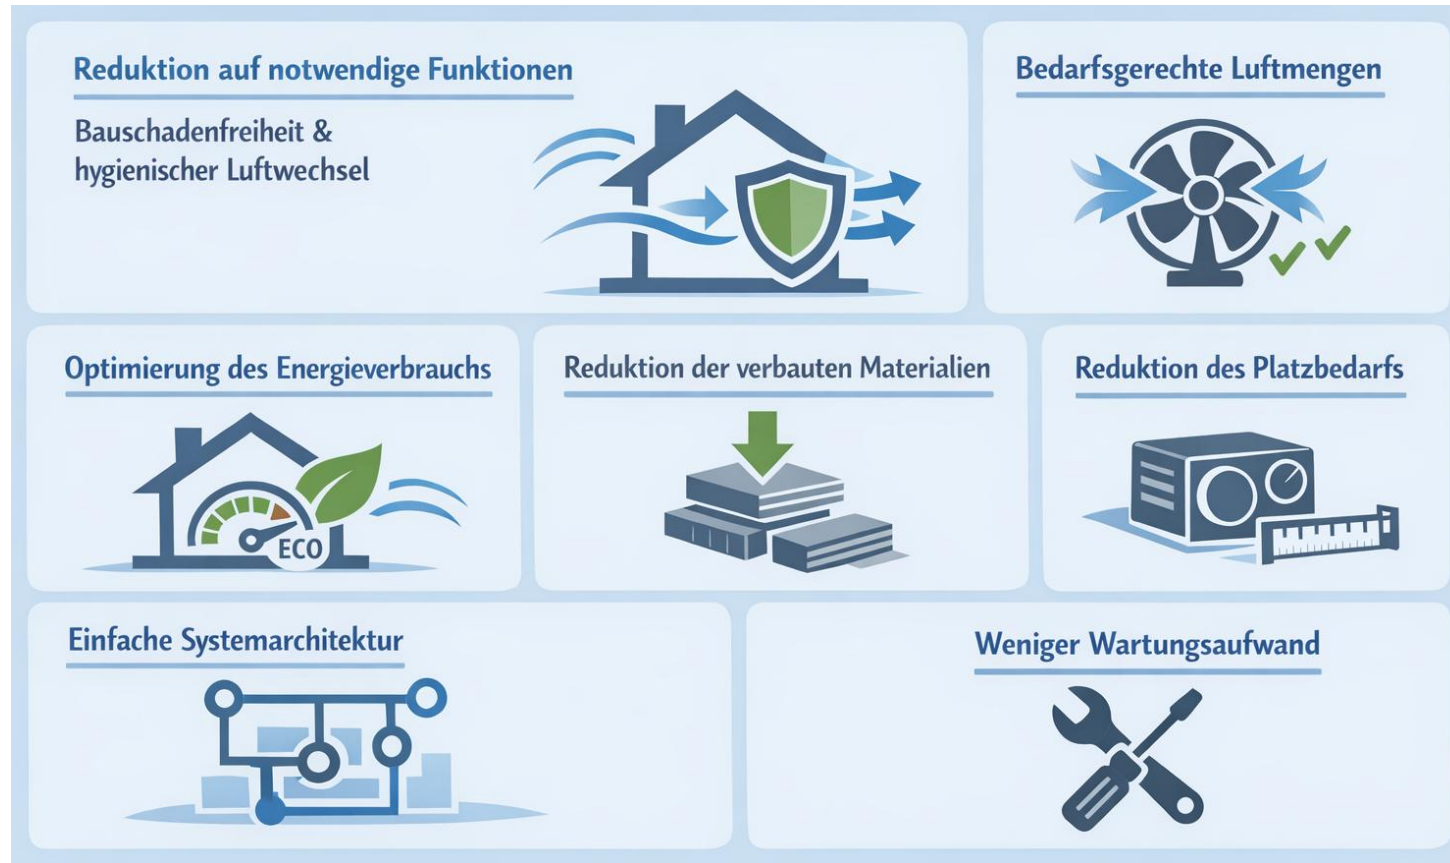 Reduktion auf notwendige Funktionen
Bauschadenfreiheit &
hygienischer Luftwechsel
Bedarfsgerechte Luftmengen
Optimierung des Energieverbrauchs
ECO
Reduktion der verbauten Materialien
Reduktion des Platzbedarfs
Einfache Systemarchitektur
Weniger Wartungsaufwand